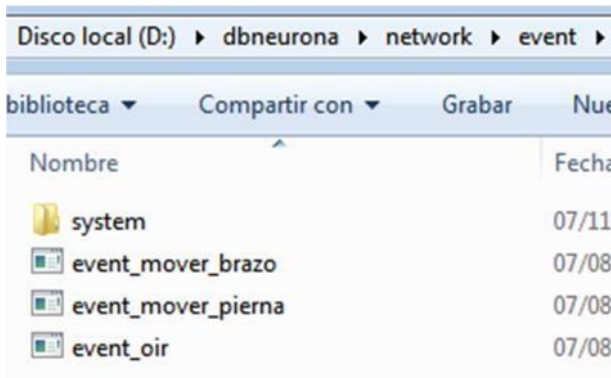 Disco local (D:) ▸ dbneurona ▸ network ▸ event ▸
biblioteca ▾ Compartir con ▾ Grabar Nue
Nombre Fecha
system 07/11
event_mover_brazo 07/08
event_mover_pierna 07/08
event_oir 07/08